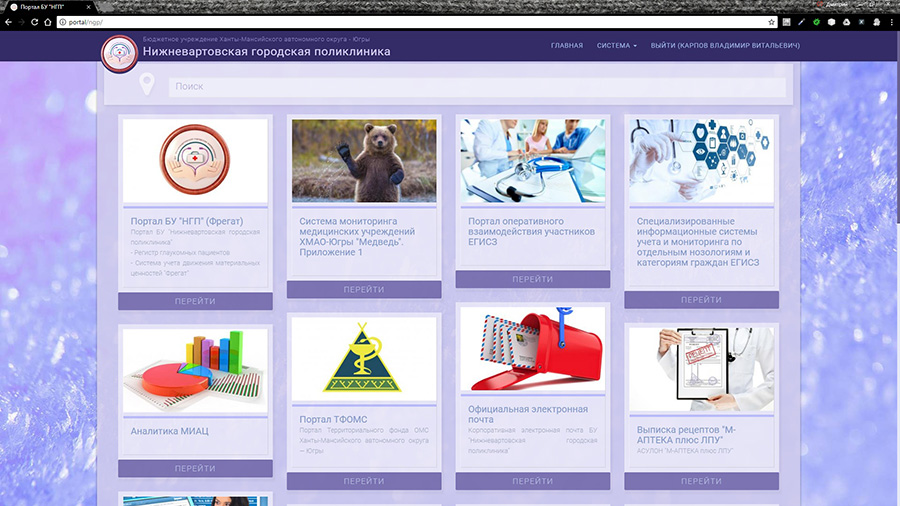 Портал БУ "НГП"
Дмитрий
portal/ngp/
Бюджетное учреждение Ханты-Мансийского автономного округа - Югры
Нижневартовская городская поликлиника
ГЛАВНАЯ
СИСТЕМА
ВЫЙТИ (КАРПОВ ВЛАДИМИР ВИТАЛЬЕВИЧ)
Поиск
Портал БУ "НГП" (Фрегат)
Портал БУ "Нижневартовская городская
поликлиника"
- Регистр глаукомных пациентов
- Система учета движения материальных
ценностей "Фрегат"
ПЕРЕЙТИ
Система мониторинга
медицинских учреждений
ХМАО-Югры "Медведь".
Приложение 1
ПЕРЕЙТИ
Портал оперативного
взаимодействия участников
ЕГИСЗ
ПЕРЕЙТИ
Специализированные
информационные системы
учета и мониторинга по
отдельным нозологиям и
категориям граждан ЕГИСЗ
ПЕРЕЙТИ
Аналитика МИАЦ
ПЕРЕЙТИ
Портал ТФОМС
Портал Территориального фонда ОМС
Ханты-Мансийского автономного округа
— Югры
ПЕРЕЙТИ
Официальная электронная
почта
Корпоративная электронная почта БУ
"Нижневартовская городская
поликлиника"
ПЕРЕЙТИ
РЕЦЕПТ
Выписка рецептов "М-
АПТЕКА плюс ЛПУ"
АСУЛОН "М-АПТЕКА плюс ЛПУ"
ПЕРЕЙТИ